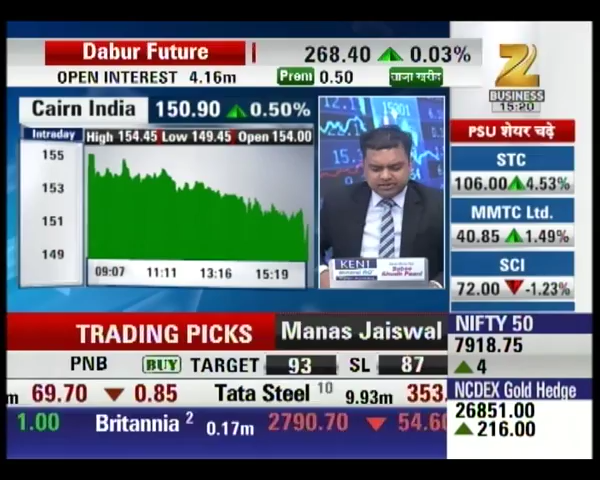 Dabur Future 268.40 0.03%
OPEN INTEREST 4.16m Prem 0.50 ताज़ा खरीद
Z
BUSINESS
15:20
Cairn India 150.90 0.50%
Intraday High 154.45 Low 149.45 Open 154.00
155
153
151
149
09:07 11:11 13:16 15:19
KENT
PSU शेयर चढ़े
STC
106.00 4.53%
MMTC Ltd.
40.85 1.49%
SCI
72.00 -1.23%
TRADING PICKS Manas Jaiswal
PNB BUY TARGET 93 SL 87
NIFTY 50
7918.75
4
m 69.70 0.85 Tata Steel 10 9.93m 353.
1.00 Britannia 2 0.17m 2790.70 54.60
NCDEX Gold Hedge
26851.00
216.00